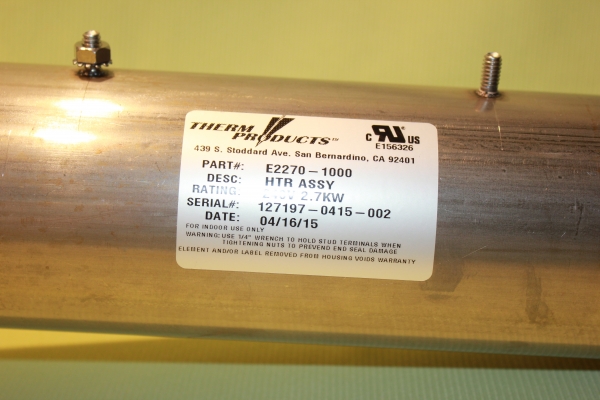 THERM PRODUCTS™
C RU US
E156326
439 S. Stoddard Ave. San Bernardino, CA 92401
PART#: E2270-1000
DESC: HTR ASSY
RATING: 240V 2.7KW
SERIAL#: 127197-0415-002
DATE: 04/16/15
FOR INDOOR USE ONLY
WARNING: USE 1/4" WRENCH TO HOLD STUD TERMINALS WHEN
TIGHTENING NUTS TO PREVEND END SEAL DAMAGE
ELEMENT AND/OR LABEL REMOVED FROM HOUSING VOIDS WARRANTY